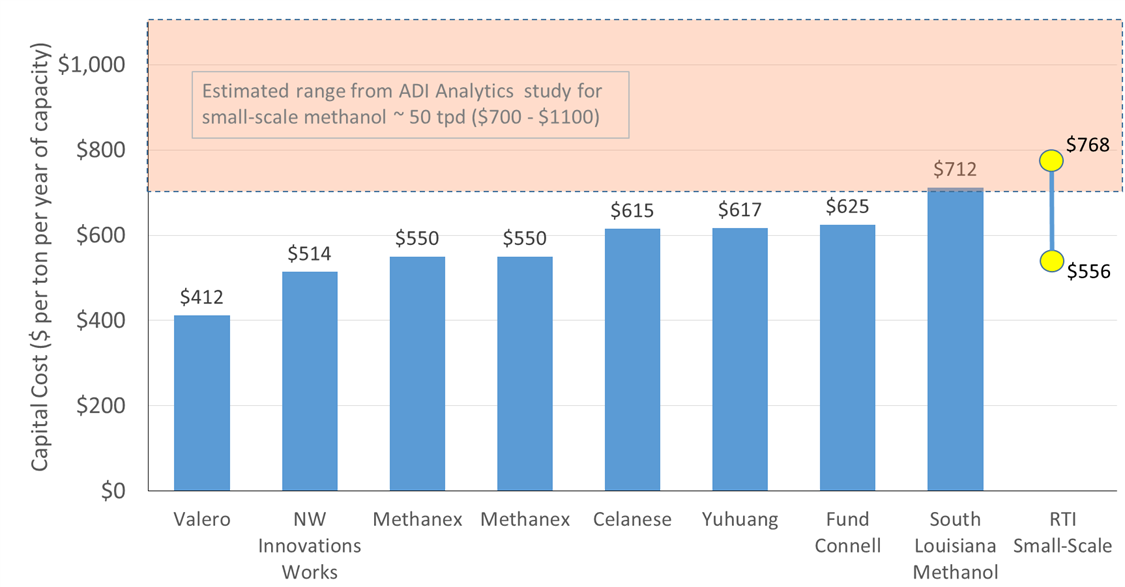 Capital Cost ($ per ton per year of capacity)
$1,000
$800
$600
$400
$200
$0
Estimated range from ADI Analytics study for
small-scale methanol ~ 50 tpd ($700 - $1100)
$412
$514
$550
$550
$615
$617
$625
$712
$768
$556
Valero
NW
Innovations
Works
Methanex
Methanex
Celanese
Yuhuang
Fund
Connell
South
Louisiana
Methanol
RTI
Small-Scale